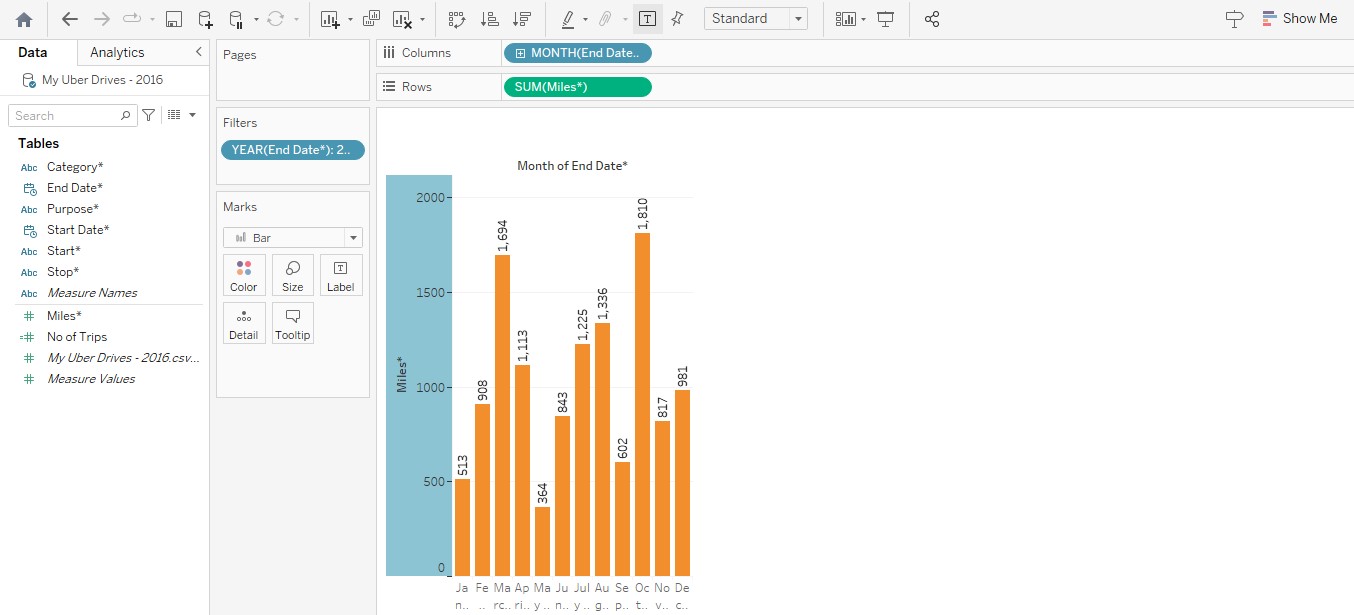 Standard
Show Me
Data
Analytics
My Uber Drives - 2016
Search
Tables
Abc Category*
End Date*
Abc Purpose*
Start Date*
Abc Start*
Abc Stop*
Abc Measure Names
Miles*
No of Trips
My Uber Drives - 2016.csv...
Measure Values
Pages
Filters
YEAR(End Date*): 2..
Marks
Bar
Color
Size
T
Label
Detail
Tooltip
Columns
MONTH(End Date..
Rows
SUM(Miles*)
Month of End Date*
Miles*
2000
1500
1000
500
0
513
908
1,694
1,113
364
843
1,225
1,336
602
1,810
817
981
Ja Fe Ma Ap Ma Ju Jul Au Se Oc No De
n.. .. rc.. ri.. y .. n.. y .. g.. p.. t.. v.. c..